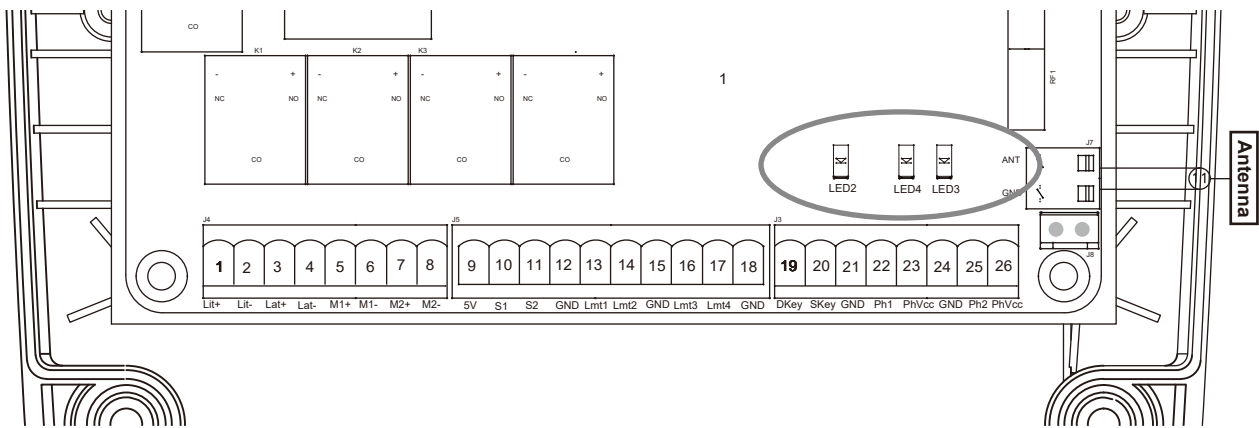 CO
K1 K2 K3
- + - + - + - +
NC NO NC NO NC NO NC NO
CO CO CO CO
1
RF1
LED2 LED4 LED3
ANT
GND
J7
11
Antenna
J8
J4 J5 J3
1 2 3 4 5 6 7 8 9 10 11 12 13 14 15 16 17 18 19 20 21 22 23 24 25 26
Lit+ Lit- Lat+ Lat- M1+ M1- M2+ M2- 5V S1 S2 GND Lmt1 Lmt2 GND Lmt3 Lmt4 GND DKey SKey GND Ph1 PhVcc GND Ph2 PhVcc